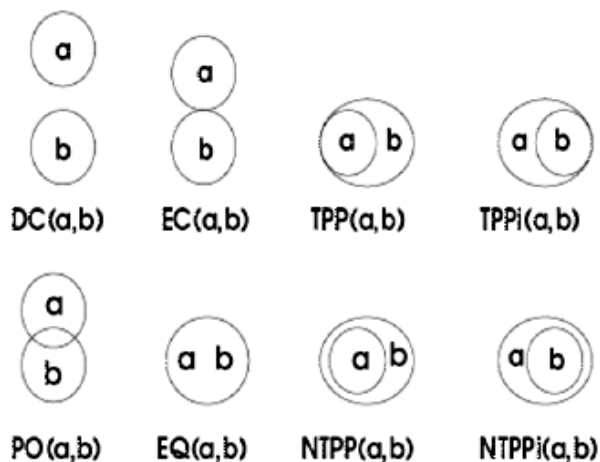 a a
b b a b a b
DC(a,b) EC(a,b) TPP(a,b) TPPi(a,b)
a
b a b a b a b
PO(a,b) EQ(a,b) NTPP(a,b) NTPPi(a,b)